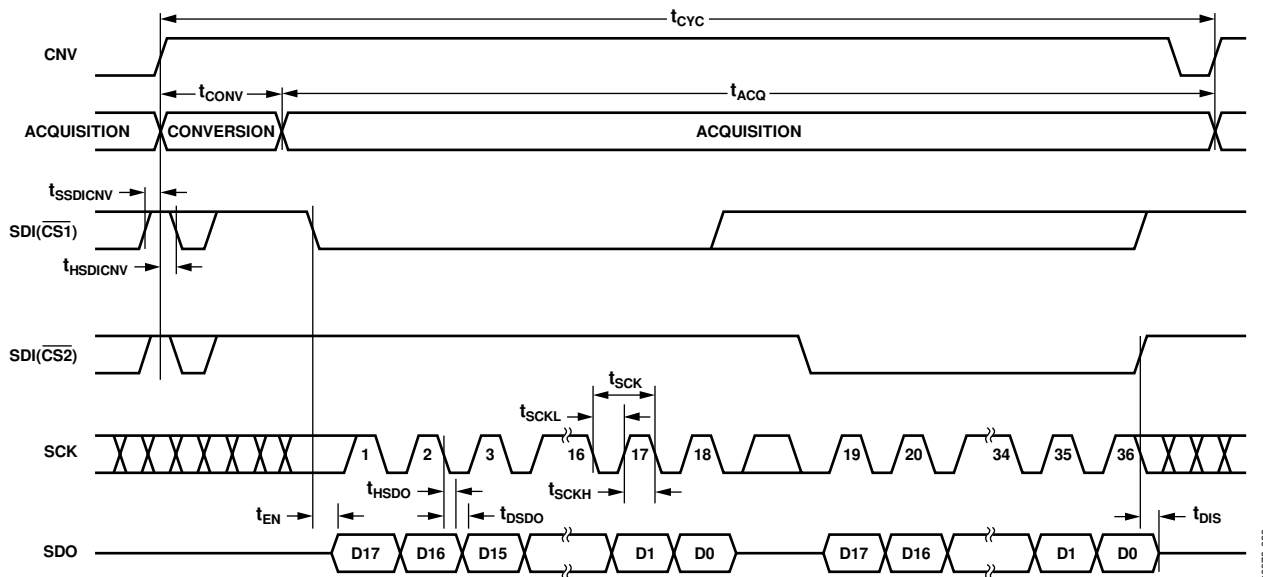 tCYC
CNV
tCONV
tACQ
ACQUISITION CONVERSION ACQUISITION
tSSDICNV
SDI(CS1)
tHSDICNV
SDI(CS2)
tSCK
tSCKL
SCK 1 2 3 16 17 18 19 20 34 35 36
tHSDO tSCKH
tEN tDSDO tDIS
SDO D17 D16 D15 D1 D0 D17 D16 D1 D0